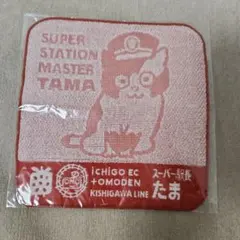 SUPER
STATION
MASTER
TAMA
ICHIGO EC
+OMODEN
KISHIGAWA LINE
スーパー駅長
たま